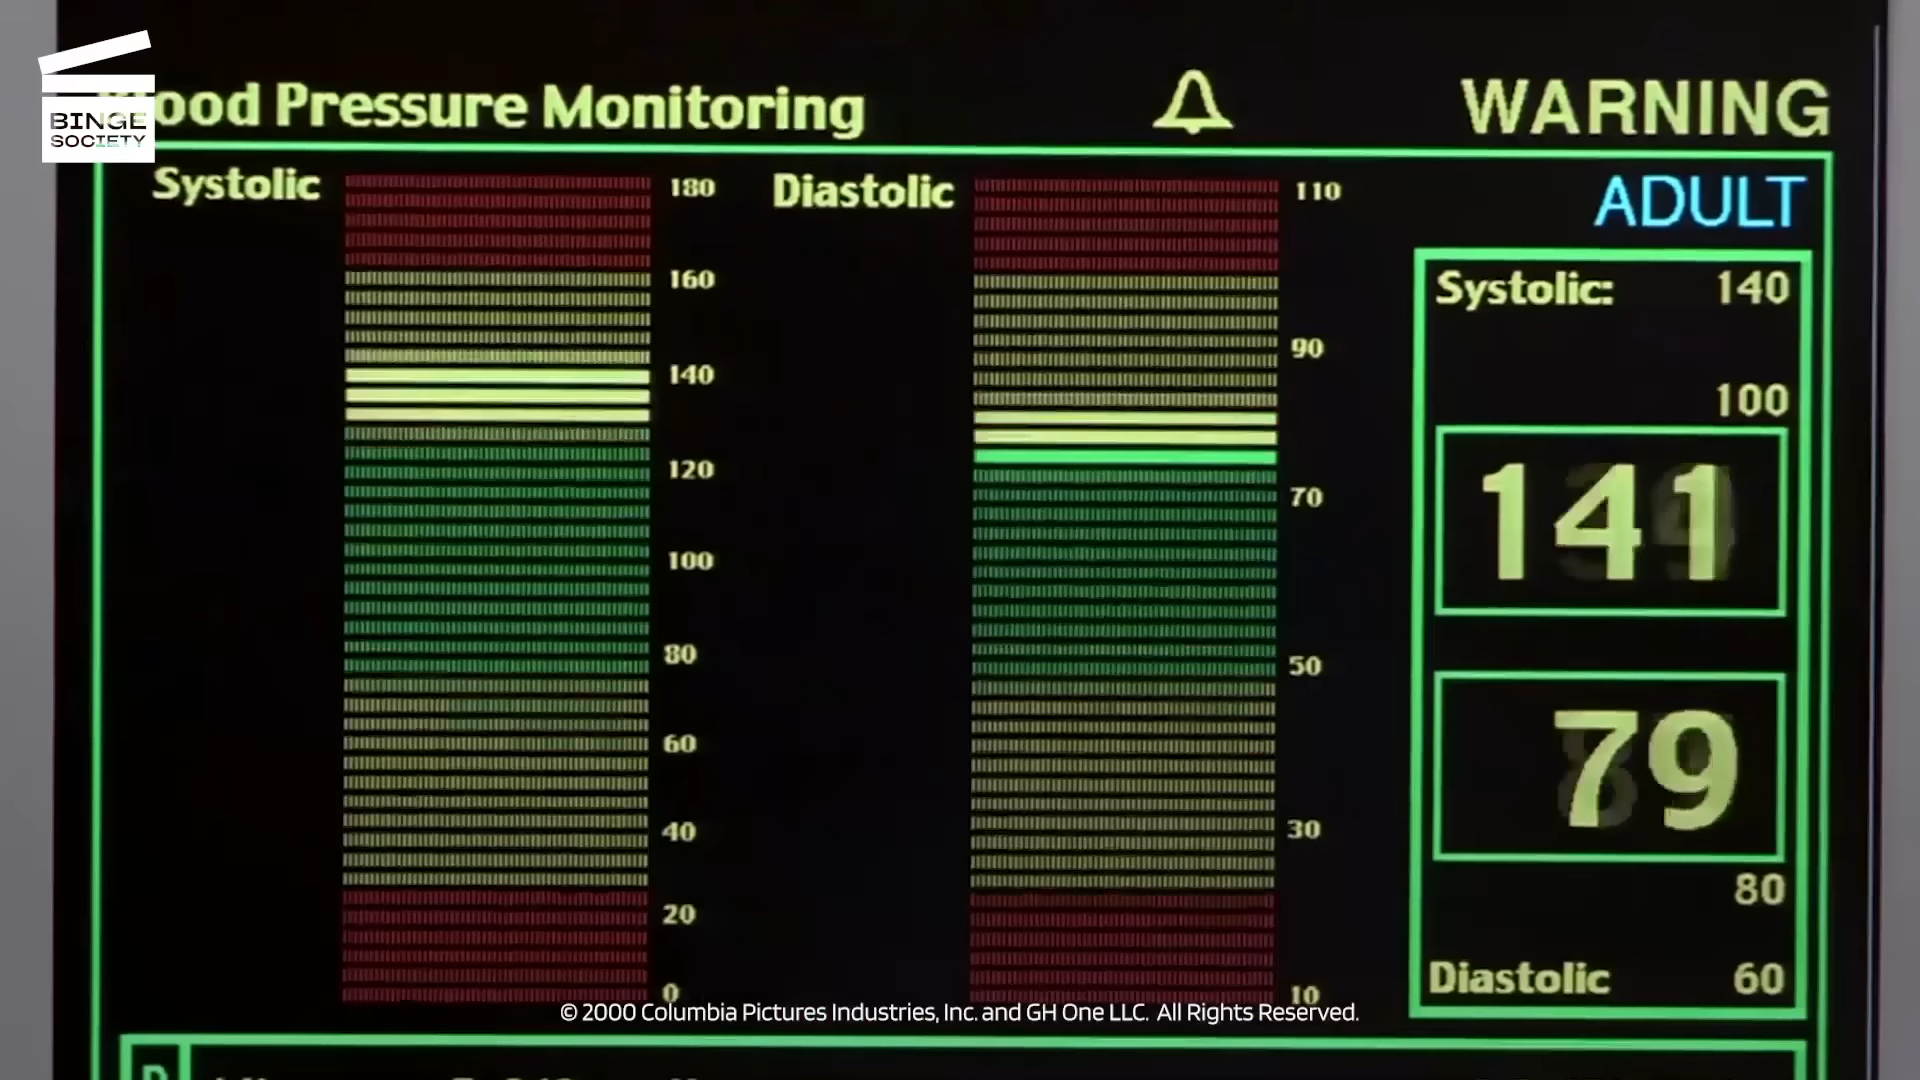 BINGE
SOCIETY
ood Pressure Monitoring
WARNING
Systolic
180
160
140
120
100
80
60
40
20
0
Diastolic
110
90
70
50
30
10
ADULT
Systolic: 140
100
141
79
80
Diastolic 60
© 2000 Columbia Pictures Industries, Inc. and GH One LLC. All Rights Reserved.